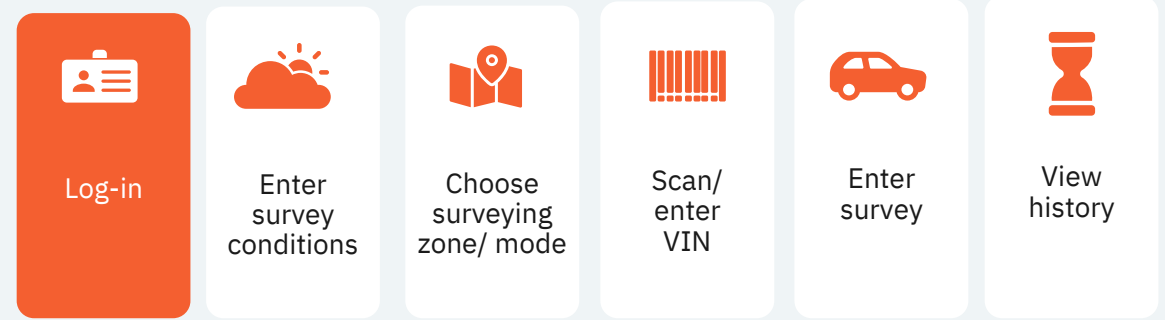 Log-in
Enter
survey
conditions
Choose
surveying
zone/ mode
Scan/
enter
VIN
Enter
survey
View
history